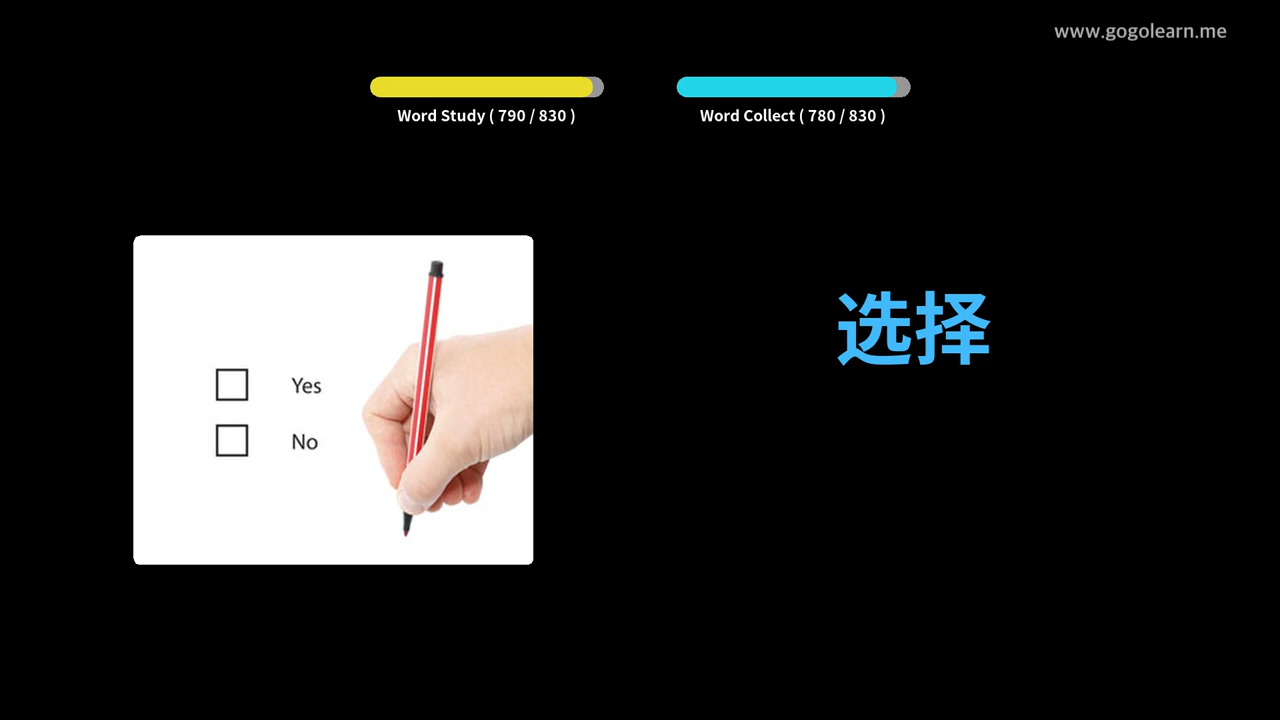 www.gogolearn.me
Word Study ( 790 / 830 )
Word Collect ( 780 / 830 )
选择
Yes
No